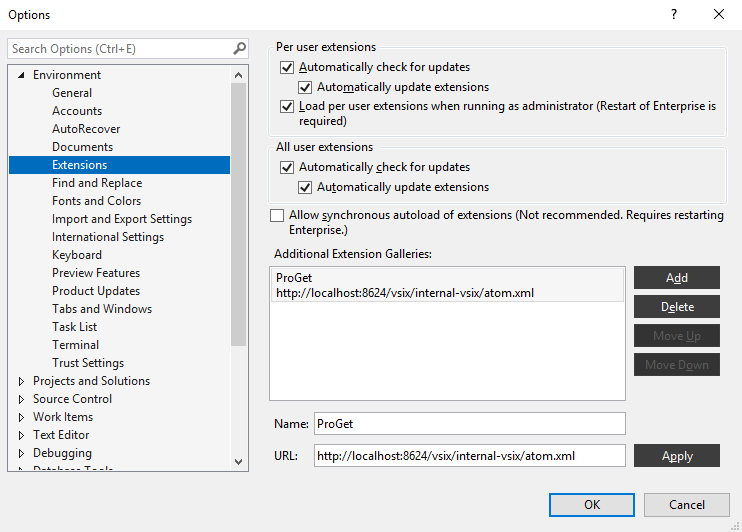 Options
Search Options (Ctrl+E)
Environment
General
Accounts
AutoRecover
Documents
Extensions
Find and Replace
Fonts and Colors
Import and Export Settings
International Settings
Keyboard
Preview Features
Product Updates
Tabs and Windows
Task List
Terminal
Trust Settings
Projects and Solutions
Source Control
Work Items
Text Editor
Debugging
Database Tools
Per user extensions
Automatically check for updates
Automatically update extensions
Load per user extensions when running as administrator (Restart of Enterprise is
required)
All user extensions
Automatically check for updates
Automatically update extensions
Allow synchronous autoload of extensions (Not recommended. Requires restarting
Enterprise.)
Additional Extension Galleries:
ProGet
http://localhost:8624/vsix/internal-vsix/atom.xml
Add
Delete
Move Up
Move Down
Name: ProGet
URL: http://localhost:8624/vsix/internal-vsix/atom.xml
Apply
OK
Cancel